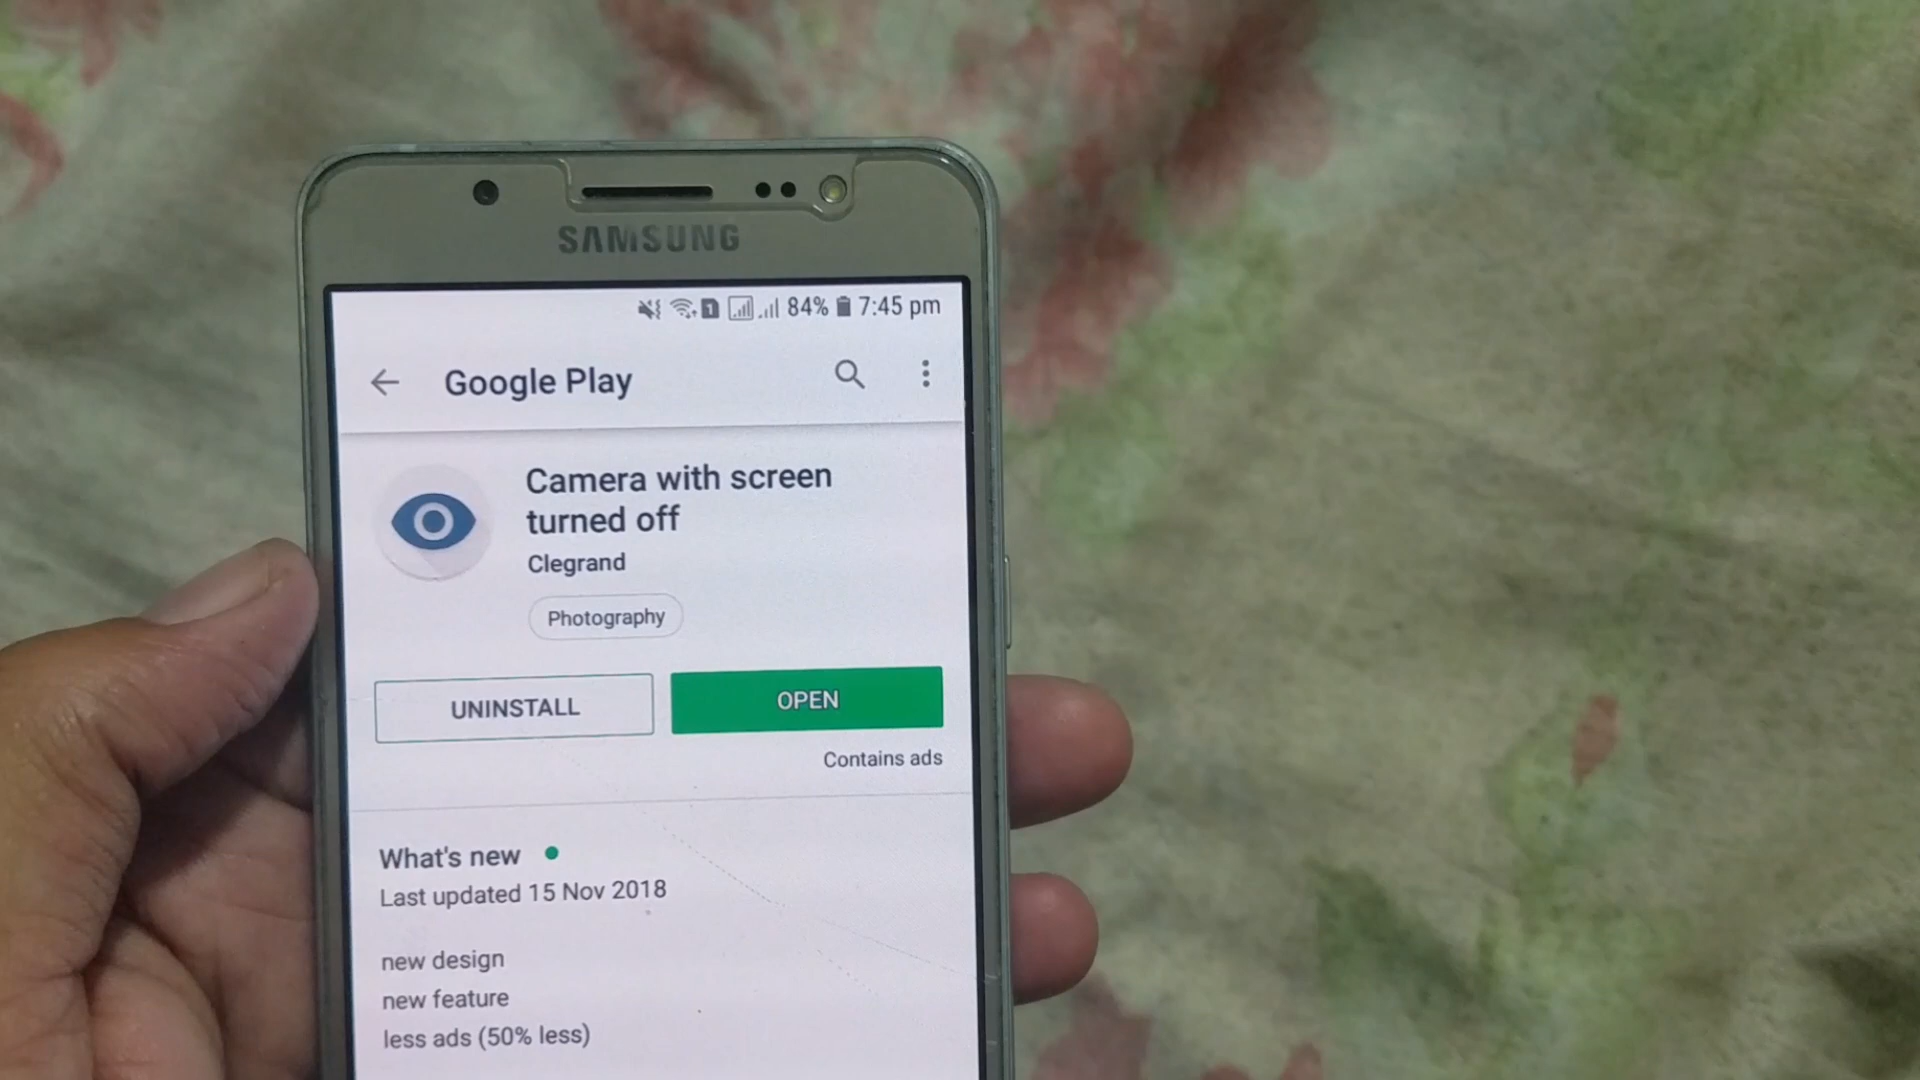 SAMSUNG
1 84% 7:45 pm
Google Play
Camera with screen
turned off
Clegrand
Photography
UNINSTALL
OPEN
Contains ads
What's new
Last updated 15 Nov 2018
new design
new feature
less ads (50% less)